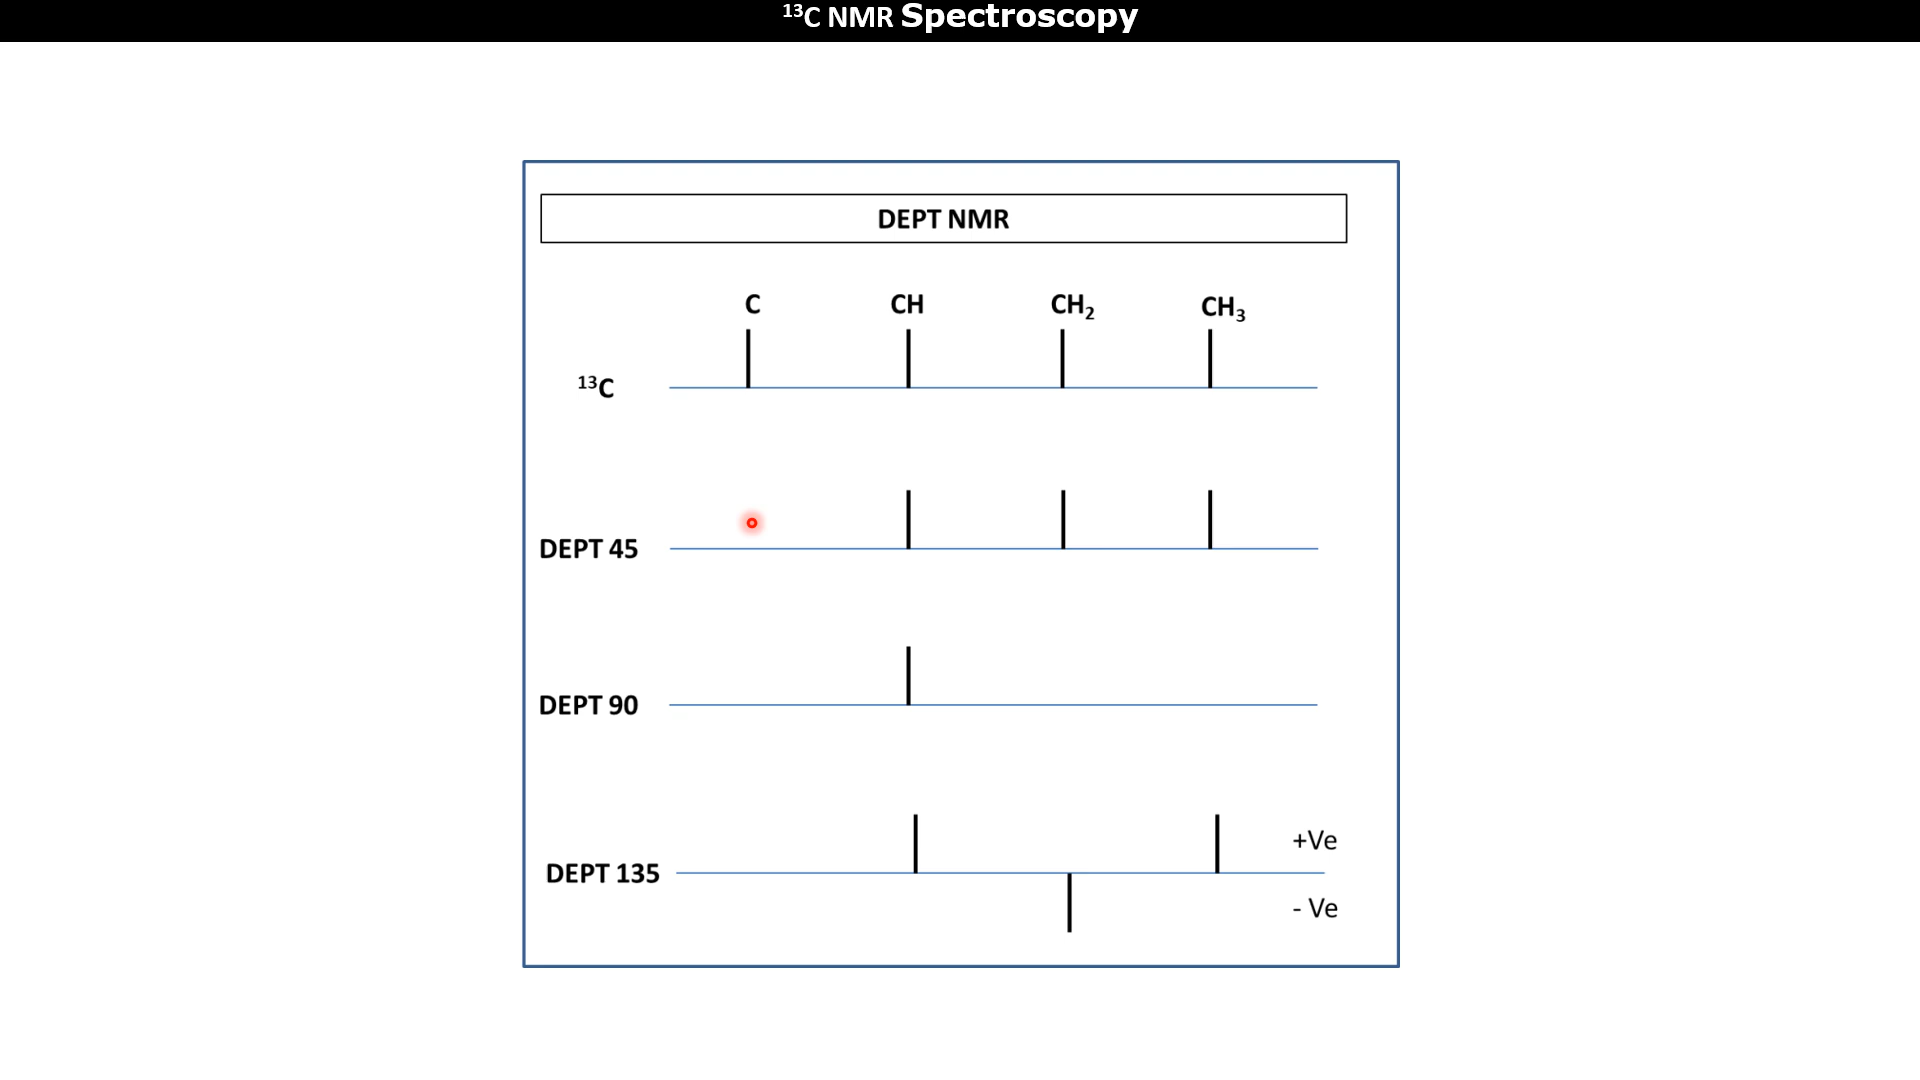 ¹³C NMR Spectroscopy
DEPT NMR
C CH CH₂ CH₃
¹³C
DEPT 45
DEPT 90
+Ve
DEPT 135
- Ve